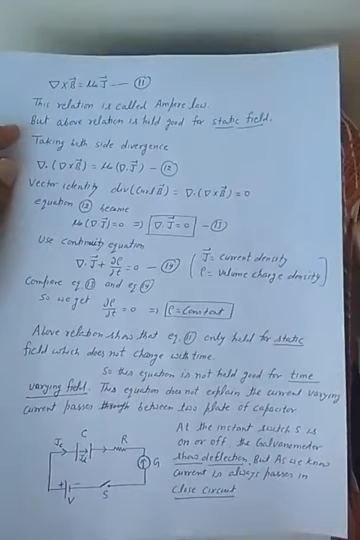 ∇×B⃗ = μ₀J⃗ — (11)
This relation is called Ampere law.
But above relation is held good for static field.
Taking both side divergence
∇.(∇×B⃗) = μ₀(∇.J⃗) — (12)
Vector identity div(Curl B⃗) = ∇.(∇×B⃗) = 0
equation (12) became
μ₀(∇.J⃗)=0 ⇒ ∇.J⃗ = 0 — (13)
Use continuity equation
∇.J⃗ + ∂ρ/∂t = 0 — (14) (J⃗ = current density
ρ = Volume charge density)
Compare eq. (13) and eq (14)
So we get ∂ρ/∂t = 0 ⇒ ρ = Constant
Above relation show that eq. (11) only held for static
field which does not change with time.
So this equation is not held good for time
varying field. This equation does not explain the current varying
current passes through between two plate of capacitor
At the instant switch S is
on or off the Galvanometer
show deflection. But As we know
current is always passes in
Close circuit
C
R
G
+
−
V
S